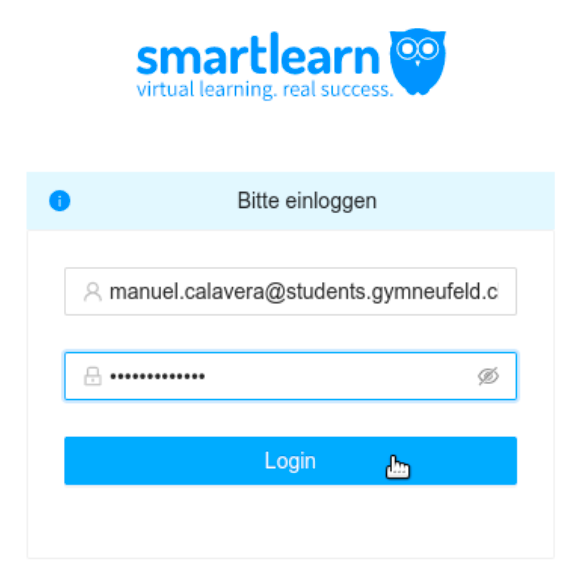 smartlearn
virtual learning. real success.
Bitte einloggen
manuel.calavera@students.gymneufeld.c
•••••••••••••
Login